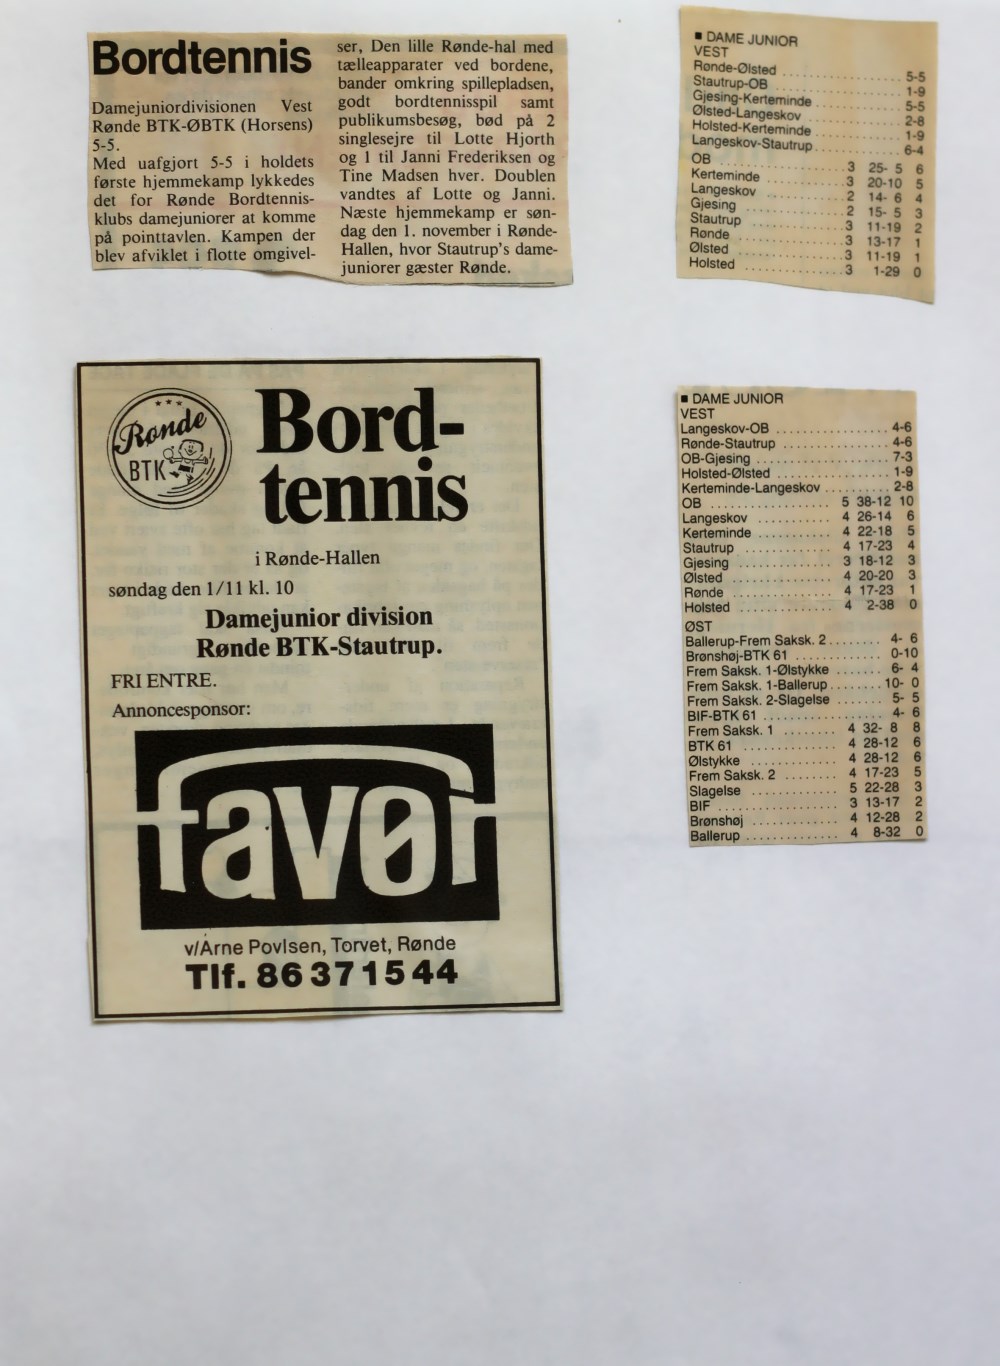 Bordtennis
Damejuniordivisionen Vest
Rønde BTK-ØBTK (Horsens)
5-5.
Med uafgjort 5-5 i holdets
første hjemmekamp lykkedes
det for Rønde Bordtennis-
klubs damejuniorer at komme
på pointtavlen. Kampen der
blev afviklet i flotte omgivel-
ser, Den lille Rønde-hal med
tælleapparater ved bordene,
bander omkring spillepladsen,
godt bordtennisspil samt
publikumsbesøg, bød på 2
singlesejre til Lotte Hjorth
og 1 til Janni Frederiksen og
Tine Madsen hver. Doublen
vandtes af Lotte og Janni.
Næste hjemmekamp er søn-
dag den 1. november i Rønde-
Hallen, hvor Stautrup's dame-
juniorer gæster Rønde.
■ DAME JUNIOR
VEST
Rønde-Ølsted .................... 5-5
Stautrup-OB .................... 1-9
Gjesing-Kerteminde .............. 5-5
Ølsted-Langeskov ................ 2-8
Holsted-Kerteminde .............. 1-9
Langeskov-Stautrup .............. 6-4
OB .................... 3 25- 5 6
Kerteminde ............ 3 20-10 5
Langeskov ............. 2 14- 6 4
Gjesing ............... 2 15- 5 3
Stautrup .............. 3 11-19 2
Rønde ................. 3 13-17 1
Ølsted ................ 3 11-19 1
Holsted ............... 3 1-29 0
Rønde
BTK
Bord-
tennis
i Rønde-Hallen
søndag den 1/11 kl. 10
Damejunior division
Rønde BTK-Stautrup.
FRI ENTRE.
Annoncesponsor:
favør
v/Arne Povlsen, Torvet, Rønde
Tlf. 86 37 15 44
■ DAME JUNIOR
VEST
Langeskov-OB .................... 4-6
Rønde-Stautrup .................. 4-6
OB-Gjesing ...................... 7-3
Holsted-Ølsted .................. 1-9
Kerteminde-Langeskov ............ 2-8
OB .................... 5 38-12 10
Langeskov ............. 4 26-14 6
Kerteminde ............ 4 22-18 5
Stautrup .............. 4 17-23 4
Gjesing ............... 3 18-12 3
Ølsted ................ 4 20-20 3
Rønde ................. 4 17-23 1
Holsted ............... 4 2-38 0
ØST
Ballerup-Frem Saksk. 2 ........ 4- 6
Brønshøj-BTK 61 ............... 0-10
Frem Saksk. 1-Ølstykke ........ 6- 4
Frem Saksk. 1-Ballerup ........ 10- 0
Frem Saksk. 2-Slagelse ........ 5- 5
BIF-BTK 61 .................... 4- 6
Frem Saksk. 1 ......... 4 32- 8 8
BTK 61 ................ 4 28-12 6
Ølstykke .............. 4 28-12 6
Frem Saksk. 2 ......... 4 17-23 5
Slagelse .............. 5 22-28 3
BIF ................... 3 13-17 2
Brønshøj .............. 4 12-28 2
Ballerup .............. 4 8-32 0